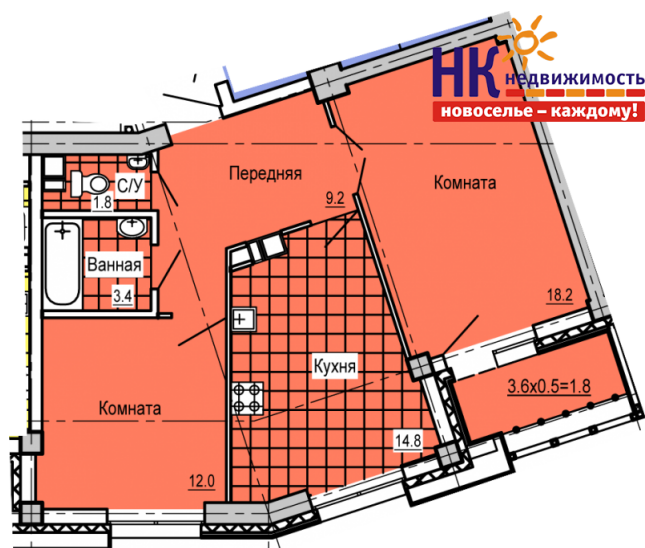 НК недвижимость
новоселье – каждому!
Передняя
9.2
Комната
18.2
С/У
1.8
Ванная
3.4
Кухня
14.8
3.6x0.5=1.8
Комната
12.0